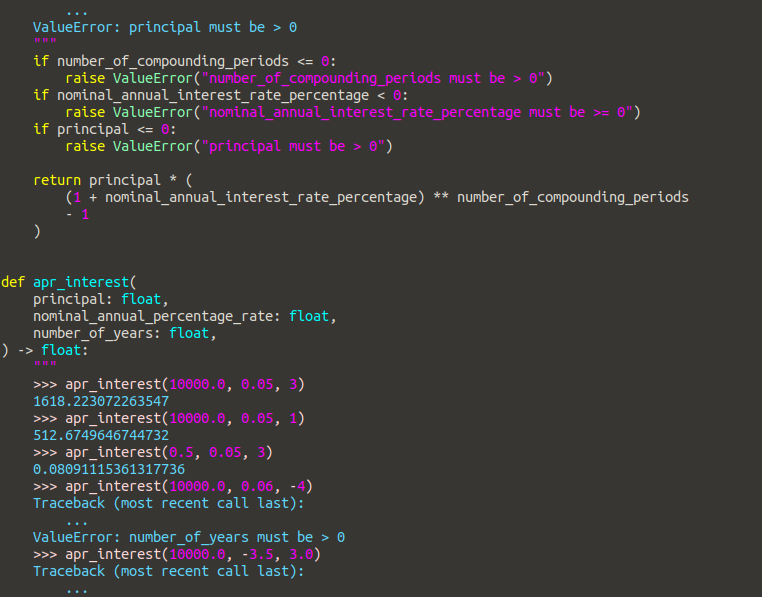 ...
    ValueError: principal must be > 0
    """
    if number_of_compounding_periods <= 0:
        raise ValueError("number_of_compounding_periods must be > 0")
    if nominal_annual_interest_rate_percentage < 0:
        raise ValueError("nominal_annual_interest_rate_percentage must be >= 0")
    if principal <= 0:
        raise ValueError("principal must be > 0")

    return principal * (
        (1 + nominal_annual_interest_rate_percentage) ** number_of_compounding_periods
        - 1
    )


def apr_interest(
    principal: float,
    nominal_annual_percentage_rate: float,
    number_of_years: float,
) -> float:
    """
    >>> apr_interest(10000.0, 0.05, 3)
    1618.223072263547
    >>> apr_interest(10000.0, 0.05, 1)
    512.6749646744732
    >>> apr_interest(0.5, 0.05, 3)
    0.08091115361317736
    >>> apr_interest(10000.0, 0.06, -4)
    Traceback (most recent call last):
        ...
    ValueError: number_of_years must be > 0
    >>> apr_interest(10000.0, -3.5, 3.0)
    Traceback (most recent call last):
        ...